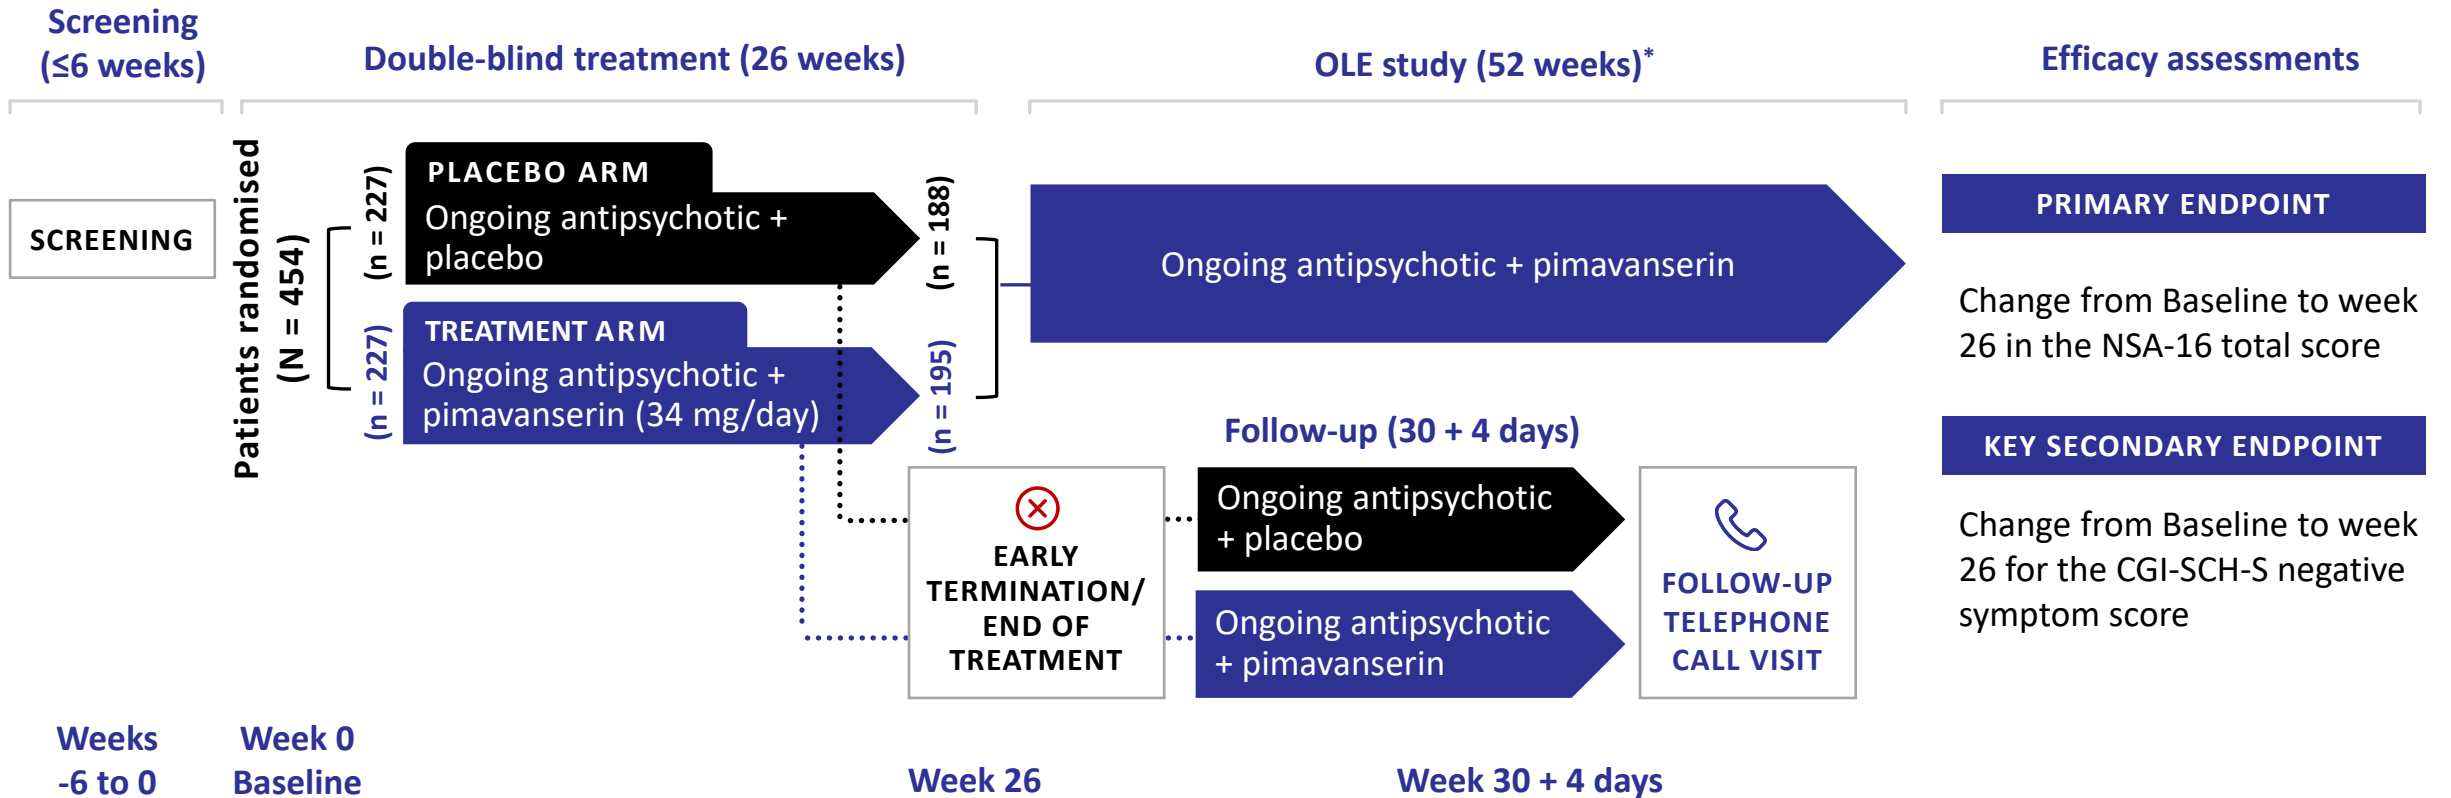 Screening
(≤6 weeks)
Double-blind treatment (26 weeks)
OLE study (52 weeks)*
Efficacy assessments
SCREENING
Patients randomised
(N = 454)
(n = 227)
PLACEBO ARM
Ongoing antipsychotic +
placebo
(n = 188)
(n = 227)
TREATMENT ARM
Ongoing antipsychotic +
pimavanserin (34 mg/day)
(n = 195)
Ongoing antipsychotic + pimavanserin
PRIMARY ENDPOINT
Change from Baseline to week
26 in the NSA-16 total score
KEY SECONDARY ENDPOINT
Change from Baseline to week
26 for the CGI-SCH-S negative
symptom score
Follow-up (30 + 4 days)
EARLY
TERMINATION/
END OF
TREATMENT
Ongoing antipsychotic
+ placebo
Ongoing antipsychotic
+ pimavanserin
FOLLOW-UP
TELEPHONE
CALL VISIT
Weeks
-6 to 0
Week 0
Baseline
Week 26
Week 30 + 4 days